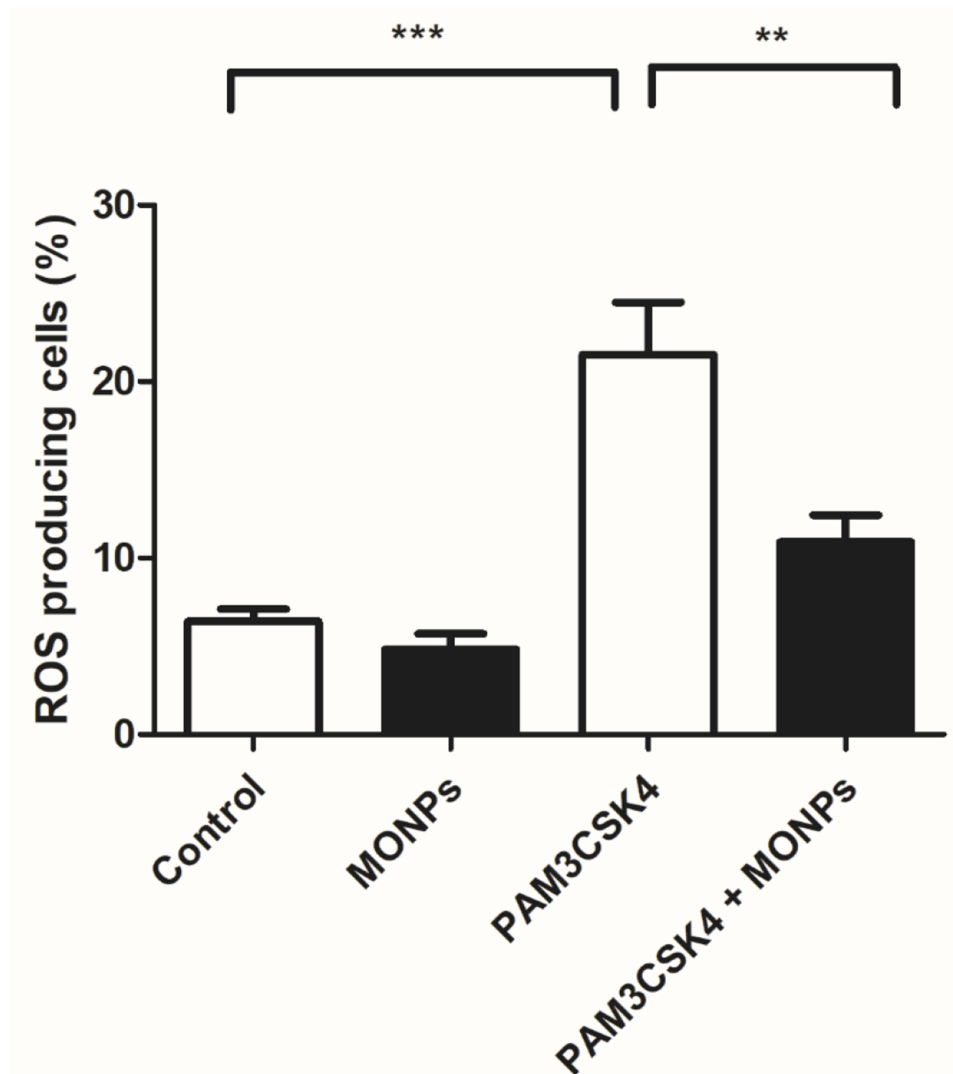 ***
**
ROS producing cells (%)
30
20
10
0
Control
MONPs
PAM3CSK4
PAM3CSK4 + MONPs